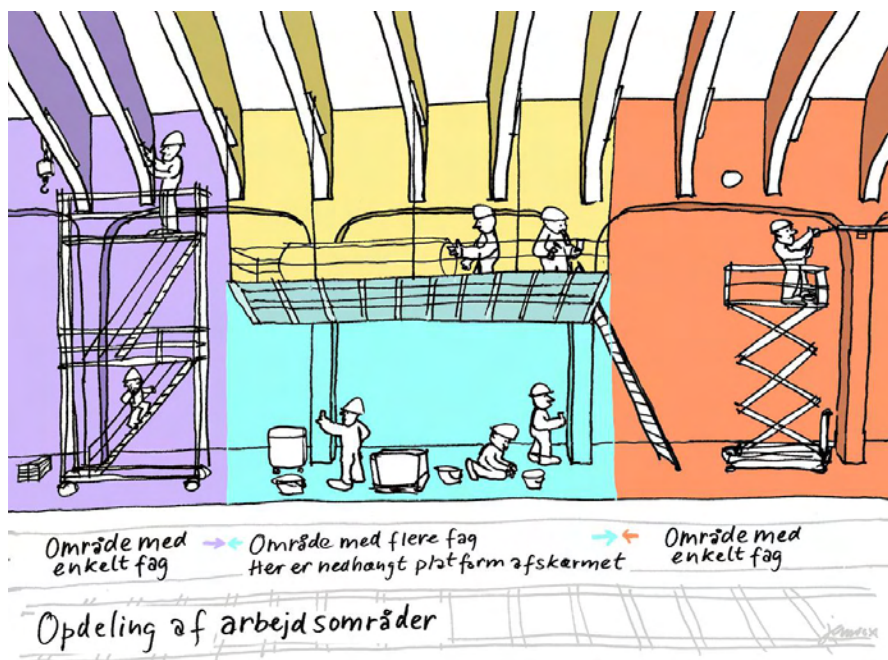 Område med
enkelt fag
Område med flere fag
Her er nedhængt platform afskærmet
Område med
enkelt fag
Opdeling af arbejdsområder